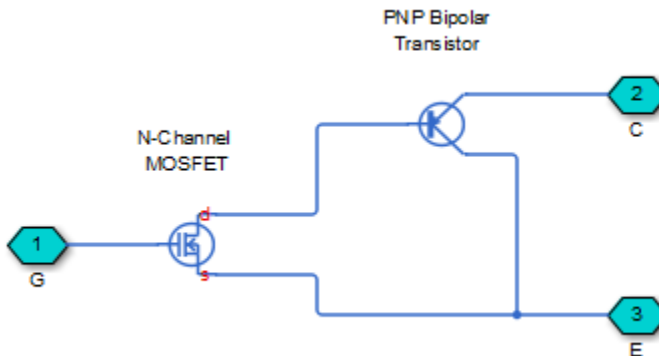 PNP Bipolar
Transistor
2
C
N-Channel
MOSFET
d
1
G
s
3
E